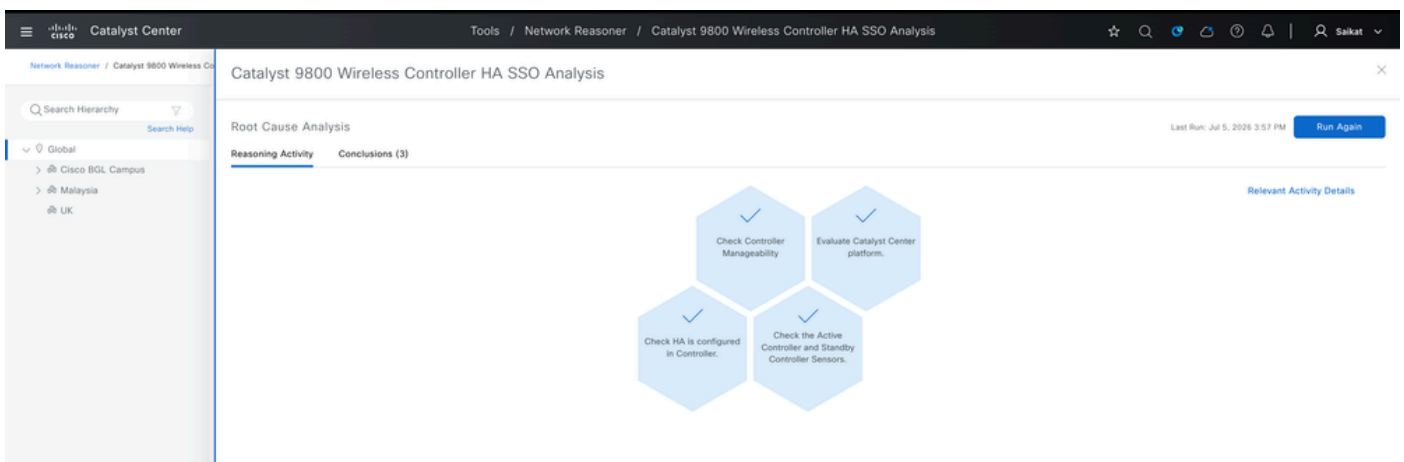 CISCO
Catalyst Center
Tools / Network Reasoner / Catalyst 9800 Wireless Controller HA SSO Analysis
Saikat
Network Reasoner / Catalyst 9800 Wireless Co
Catalyst 9800 Wireless Controller HA SSO Analysis
Search Hierarchy
Search Help
Global
Cisco BGL Campus
Malaysia
UK
Root Cause Analysis
Last Run: Jul 5, 2026 3:57 PM
Run Again
Reasoning Activity
Conclusions (3)
Relevant Activity Details
Check Controller
Manageability
Evaluate Catalyst Center
platform.
Check HA is configured
in Controller.
Check the Active
Controller and Standby
Controller Sensors.